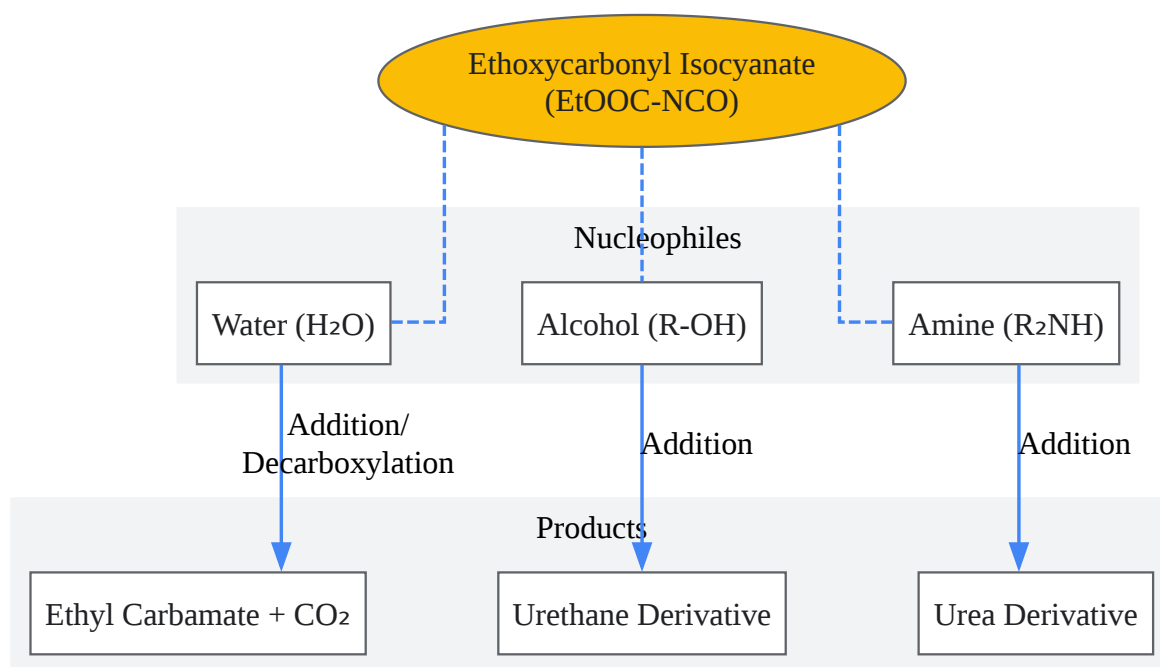 Ethoxycarbonyl Isocyanate
(EtOOC-NCO)
Nucleophiles
Water (H₂O)
Alcohol (R-OH)
Amine (R₂NH)
Addition/
Decarboxylation
Addition
Addition
Products
Ethyl Carbamate + CO₂
Urethane Derivative
Urea Derivative